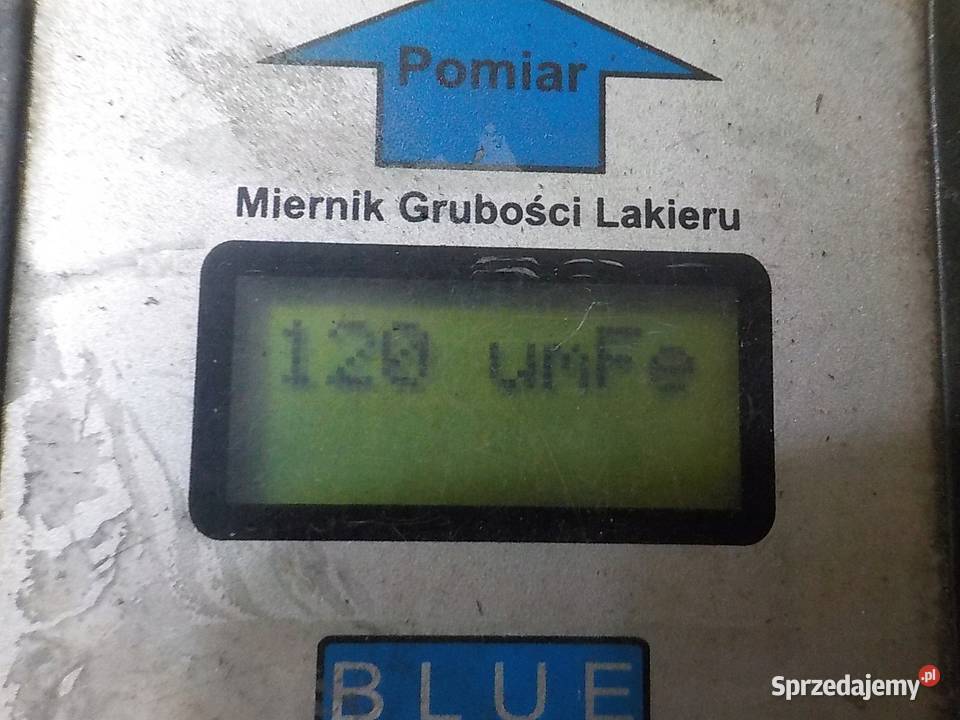 Pomiar
Miernik Grubości Lakieru
120 umFe
BLUE
Sprzedajemy.pl